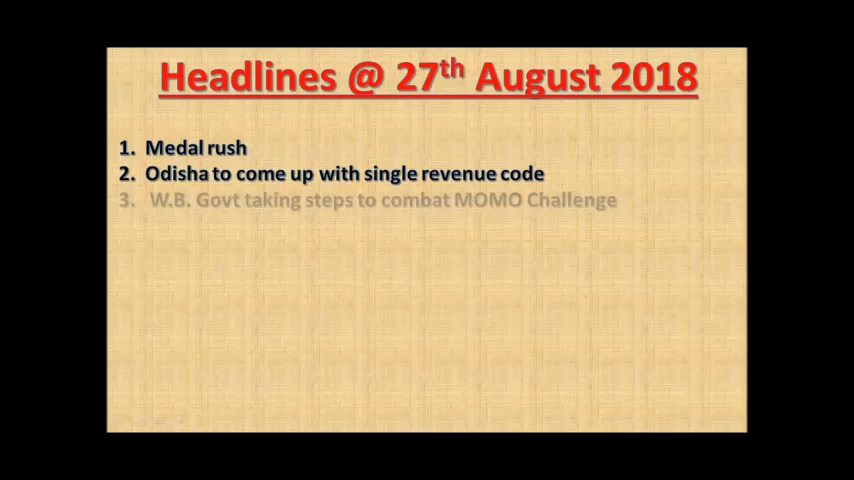 Headlines @ 27th August 2018
1. Medal rush
2. Odisha to come up with single revenue code
3. W.B. Govt taking steps to combat MOMO Challenge